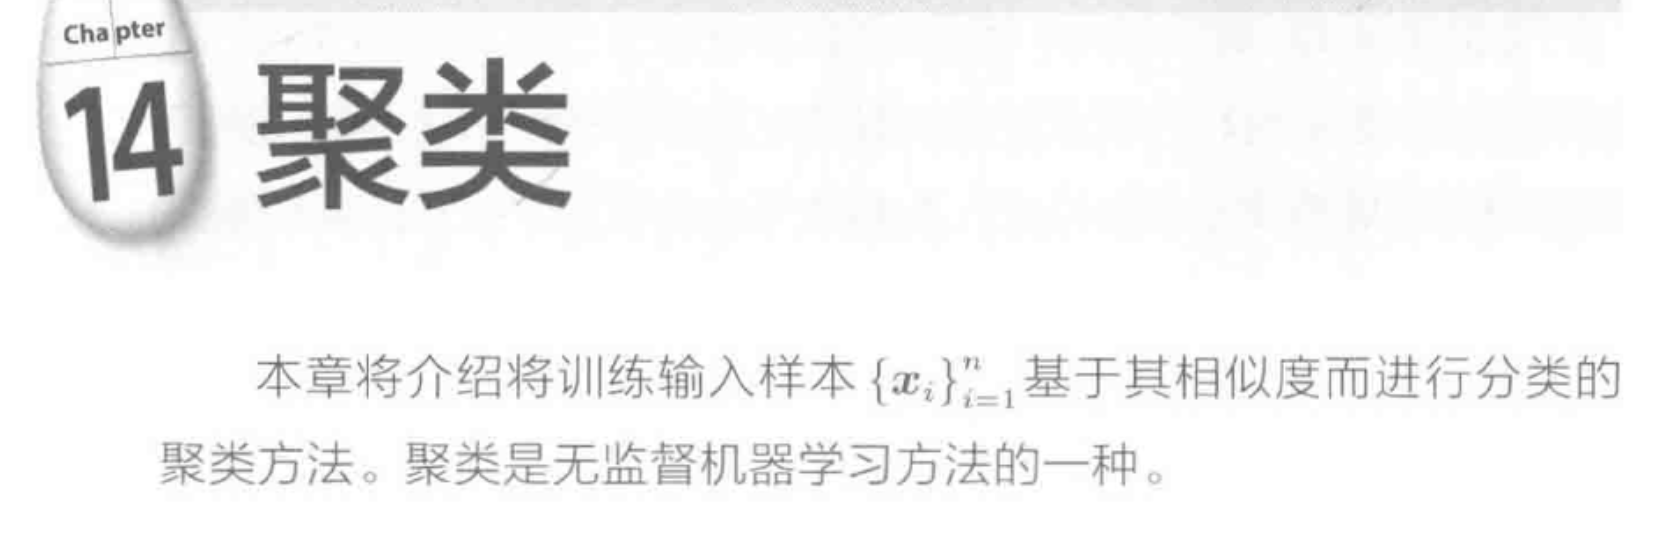 Chapter
14 聚类
本章将介绍将训练输入样本 $\{\boldsymbol{x}_i\}_{i=1}^{n}$ 基于其相似度而进行分类的
聚类方法。聚类是无监督机器学习方法的一种。